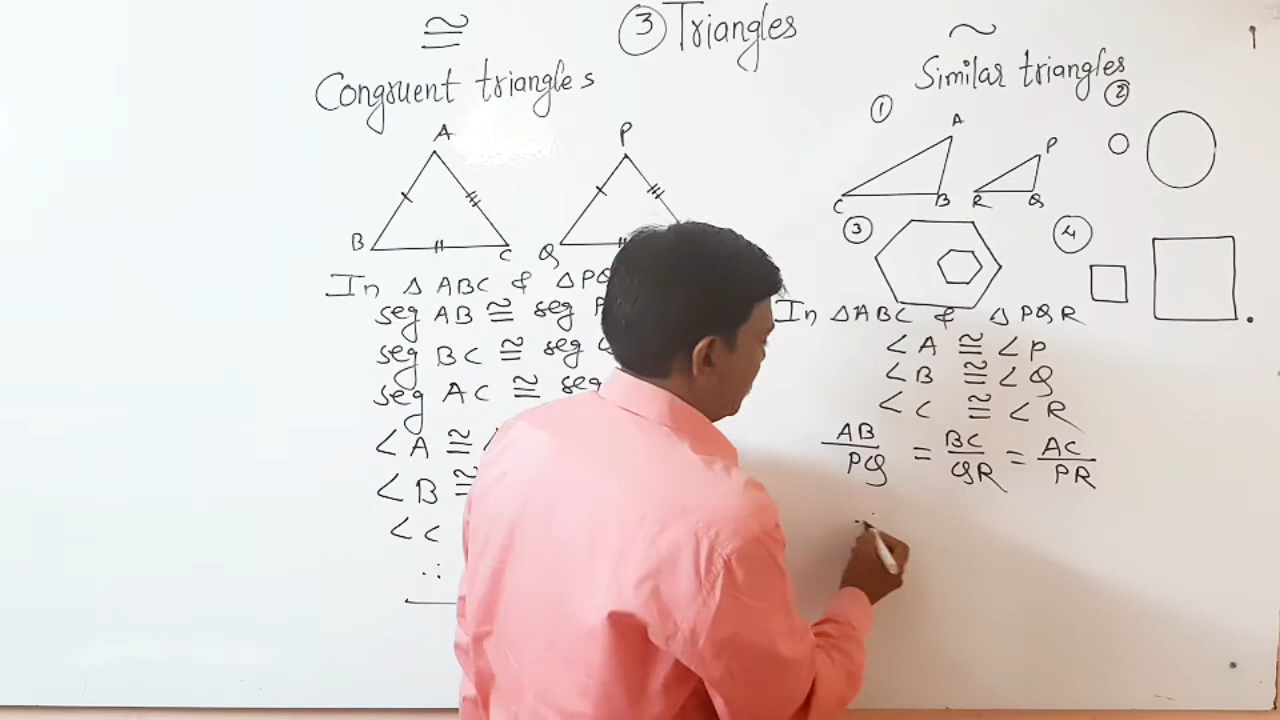 ③ Triangles
≅
Congruent triangles
A
P
B
C
Q
In △ABC & △PQ
seg AB ≅ seg P
seg BC ≅ seg
seg AC ≅ seg
∠A ≅
∠B ≅
∠C
∴
~
Similar triangles
①
A
C
B
P
R
Q
②
③
4
In △ABC & △PQR
∠A ≅ ∠P
∠B ≅ ∠Q
∠C ≅ ∠R
AB/PQ = BC/QR = AC/PR